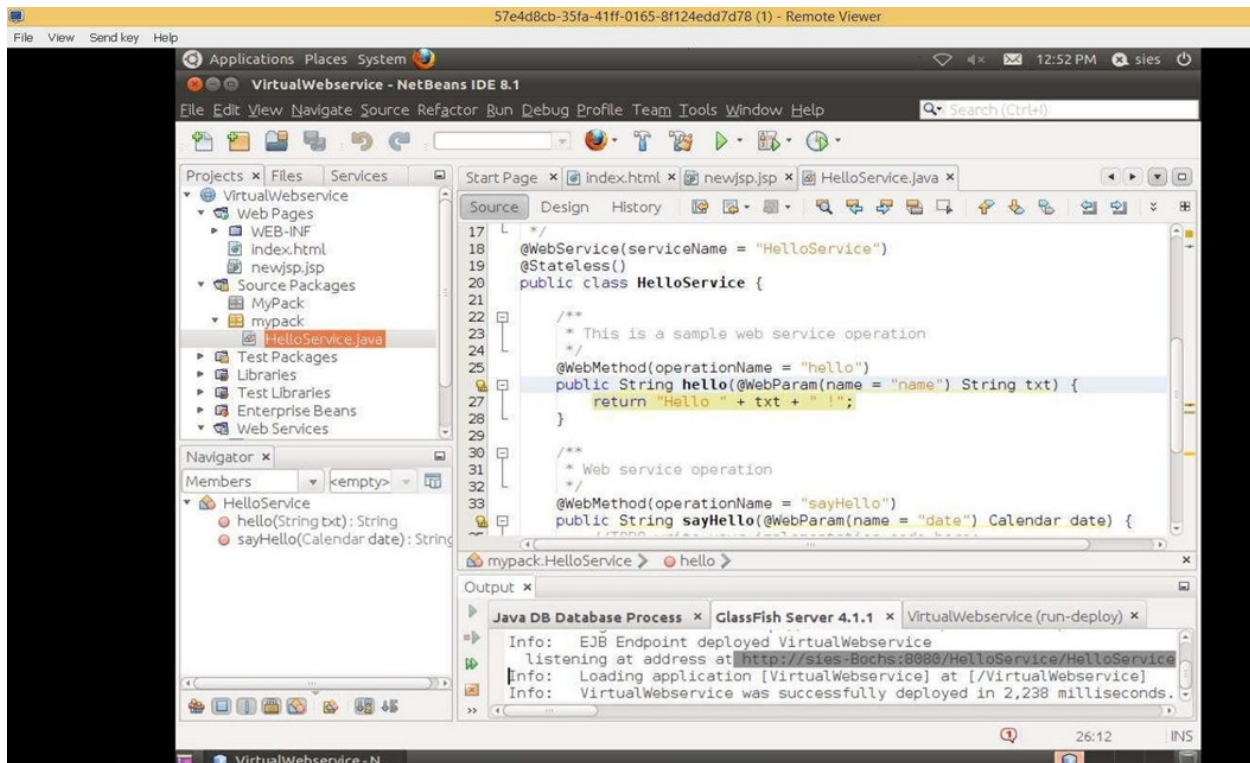 57e4d8cb-35fa-41ff-0165-8f124edd7d78 (1) - Remote Viewer
File View Send key Help
Applications Places System
12:52 PM sies
VirtualWebservice - NetBeans IDE 8.1
File Edit View Navigate Source Refactor Run Debug Profile Team Tools Window Help
Search (Ctrl+I)
Projects Files Services
VirtualWebservice
Web Pages
WEB-INF
index.html
newjsp.jsp
Source Packages
MyPack
mypack
HelloService.java
Test Packages
Libraries
Test Libraries
Enterprise Beans
Web Services
Navigator
Members <empty>
HelloService
hello(String txt) : String
sayHello(Calendar date) : String
Start Page index.html newjsp.jsp HelloService.java
Source Design History
17 */
18 @WebService(serviceName = "HelloService")
19 @Stateless()
20 public class HelloService {
21
22 /**
23 * This is a sample web service operation
24 */
25 @WebMethod(operationName = "hello")
public String hello(@WebParam(name = "name") String txt) {
27 return "Hello " + txt + " !";
28 }
29
30 /**
31 * Web service operation
32 */
33 @WebMethod(operationName = "sayHello")
public String sayHello(@WebParam(name = "date") Calendar date) {
mypack.HelloService hello
Output
Java DB Database Process GlassFish Server 4.1.1 VirtualWebservice (run-deploy)
Info: EJB Endpoint deployed VirtualWebservice
listening at address at http://sies-Bochs:8080/HelloService/HelloService
Info: Loading application [VirtualWebservice] at [/VirtualWebservice]
Info: VirtualWebservice was successfully deployed in 2,238 milliseconds.
26:12 INS
VirtualWebservice - N